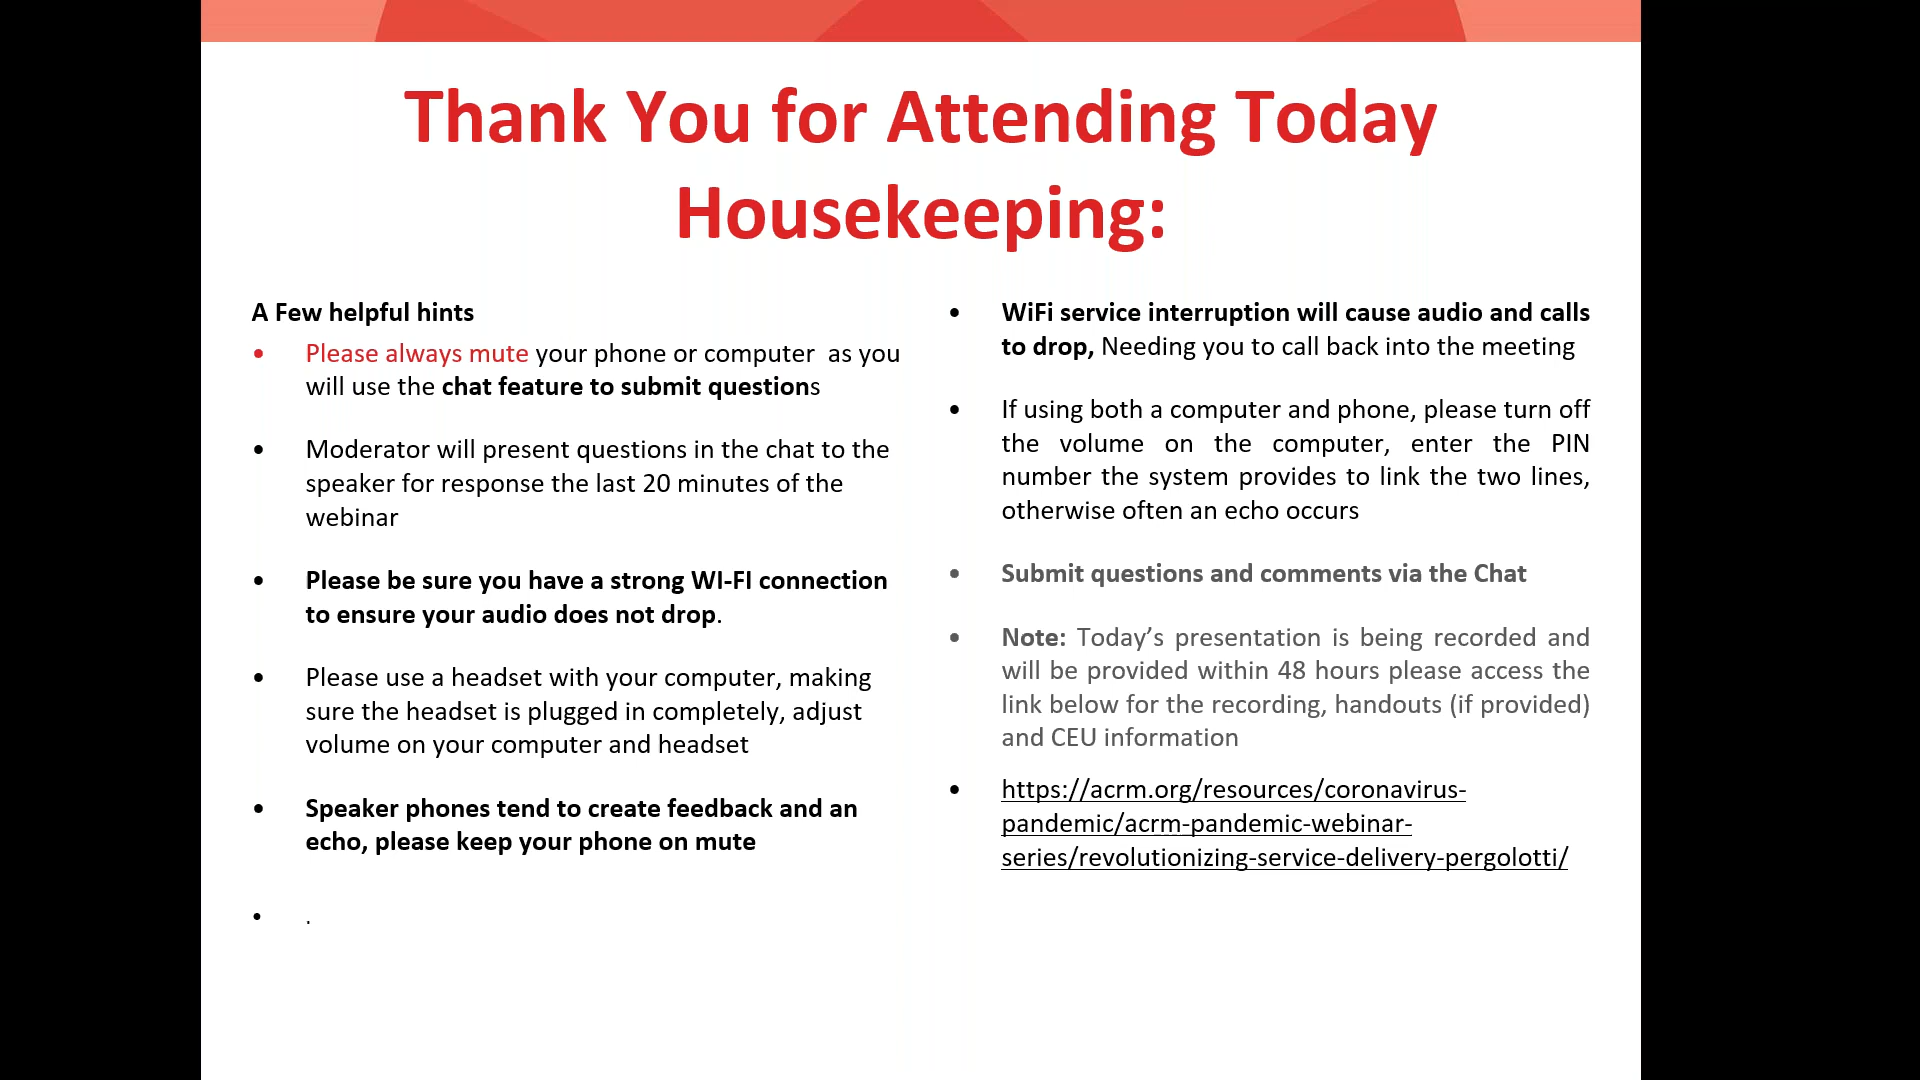 Thank You for Attending Today
Housekeeping:
A Few helpful hints
• Please always mute your phone or computer  as you
will use the chat feature to submit questions
• Moderator will present questions in the chat to the
speaker for response the last 20 minutes of the
webinar
• Please be sure you have a strong WI-FI connection
to ensure your audio does not drop.
• Please use a headset with your computer, making
sure the headset is plugged in completely, adjust
volume on your computer and headset
• Speaker phones tend to create feedback and an
echo, please keep your phone on mute
• .
• WiFi service interruption will cause audio and calls
to drop, Needing you to call back into the meeting
• If using both a computer and phone, please turn off
the volume on the computer, enter the PIN
number the system provides to link the two lines,
otherwise often an echo occurs
• Submit questions and comments via the Chat
• Note: Today’s presentation is being recorded and
will be provided within 48 hours please access the
link below for the recording, handouts (if provided)
and CEU information
• https://acrm.org/resources/coronavirus-
pandemic/acrm-pandemic-webinar-
series/revolutionizing-service-delivery-pergolotti/